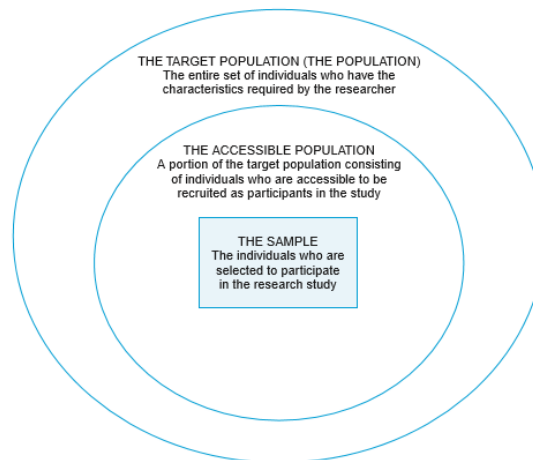 THE TARGET POPULATION (THE POPULATION)
The entire set of individuals who have the
characteristics required by the researcher
THE ACCESSIBLE POPULATION
A portion of the target population consisting
of individuals who are accessible to be
recruited as participants in the study
THE SAMPLE
The individuals who are
selected to participate
in the research study